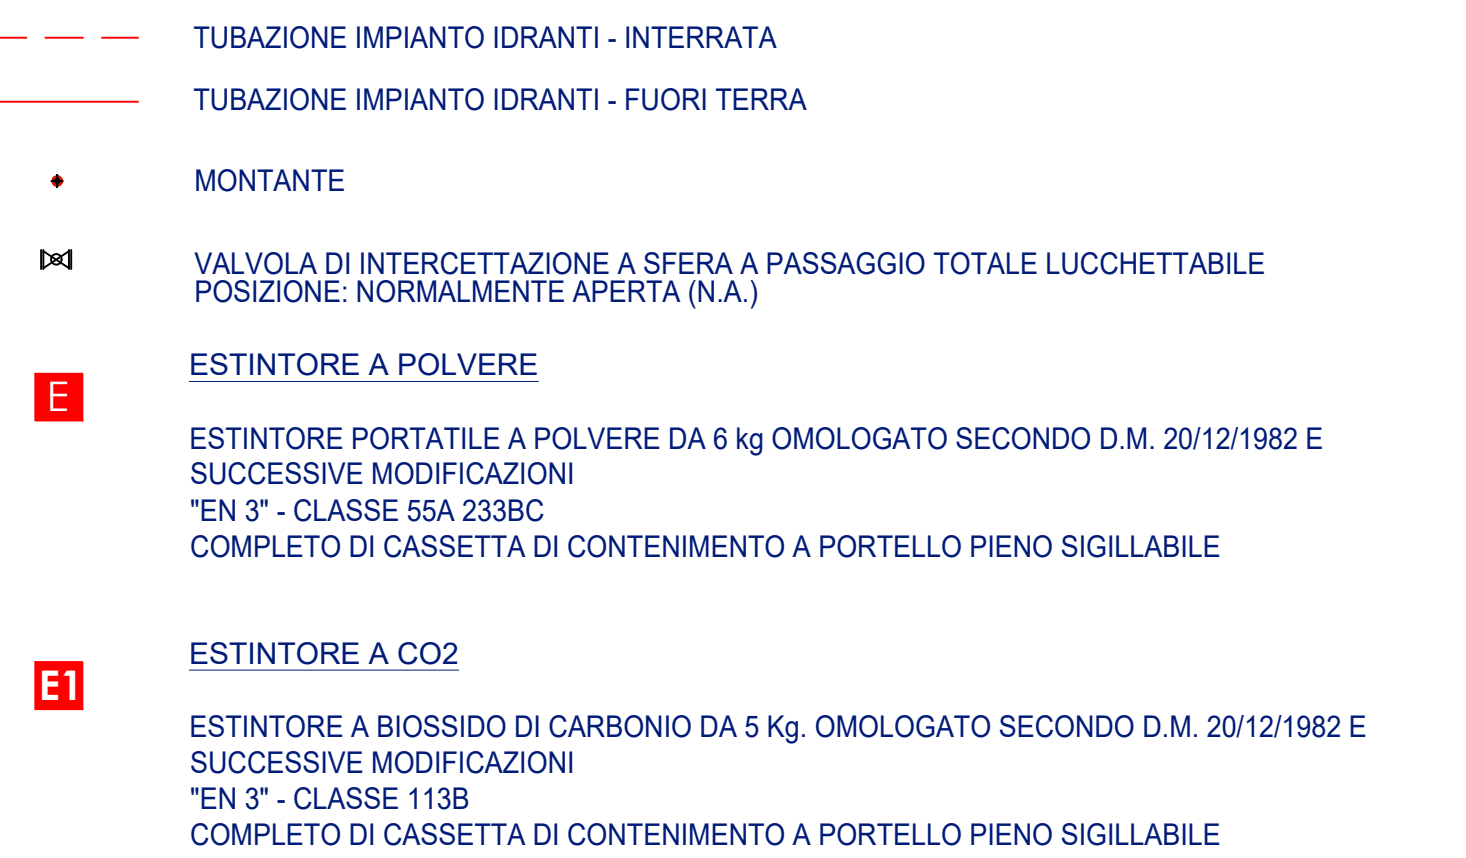 TUBAZIONE IMPIANTO IDRANTI - INTERRATA
TUBAZIONE IMPIANTO IDRANTI - FUORI TERRA
MONTANTE
VALVOLA DI INTERCETTAZIONE A SFERA A PASSAGGIO TOTALE LUCCHETTABILE
POSIZIONE: NORMALMENTE APERTA (N.A.)
ESTINTORE A POLVERE
E
ESTINTORE PORTATILE A POLVERE DA 6 kg OMOLOGATO SECONDO D.M. 20/12/1982 E
SUCCESSIVE MODIFICAZIONI
"EN 3" - CLASSE 55A 233BC
COMPLETO DI CASSETTA DI CONTENIMENTO A PORTELLO PIENO SIGILLABILE
ESTINTORE A CO2
E1
ESTINTORE A BIOSSIDO DI CARBONIO DA 5 Kg. OMOLOGATO SECONDO D.M. 20/12/1982 E
SUCCESSIVE MODIFICAZIONI
"EN 3" - CLASSE 113B
COMPLETO DI CASSETTA DI CONTENIMENTO A PORTELLO PIENO SIGILLABILE